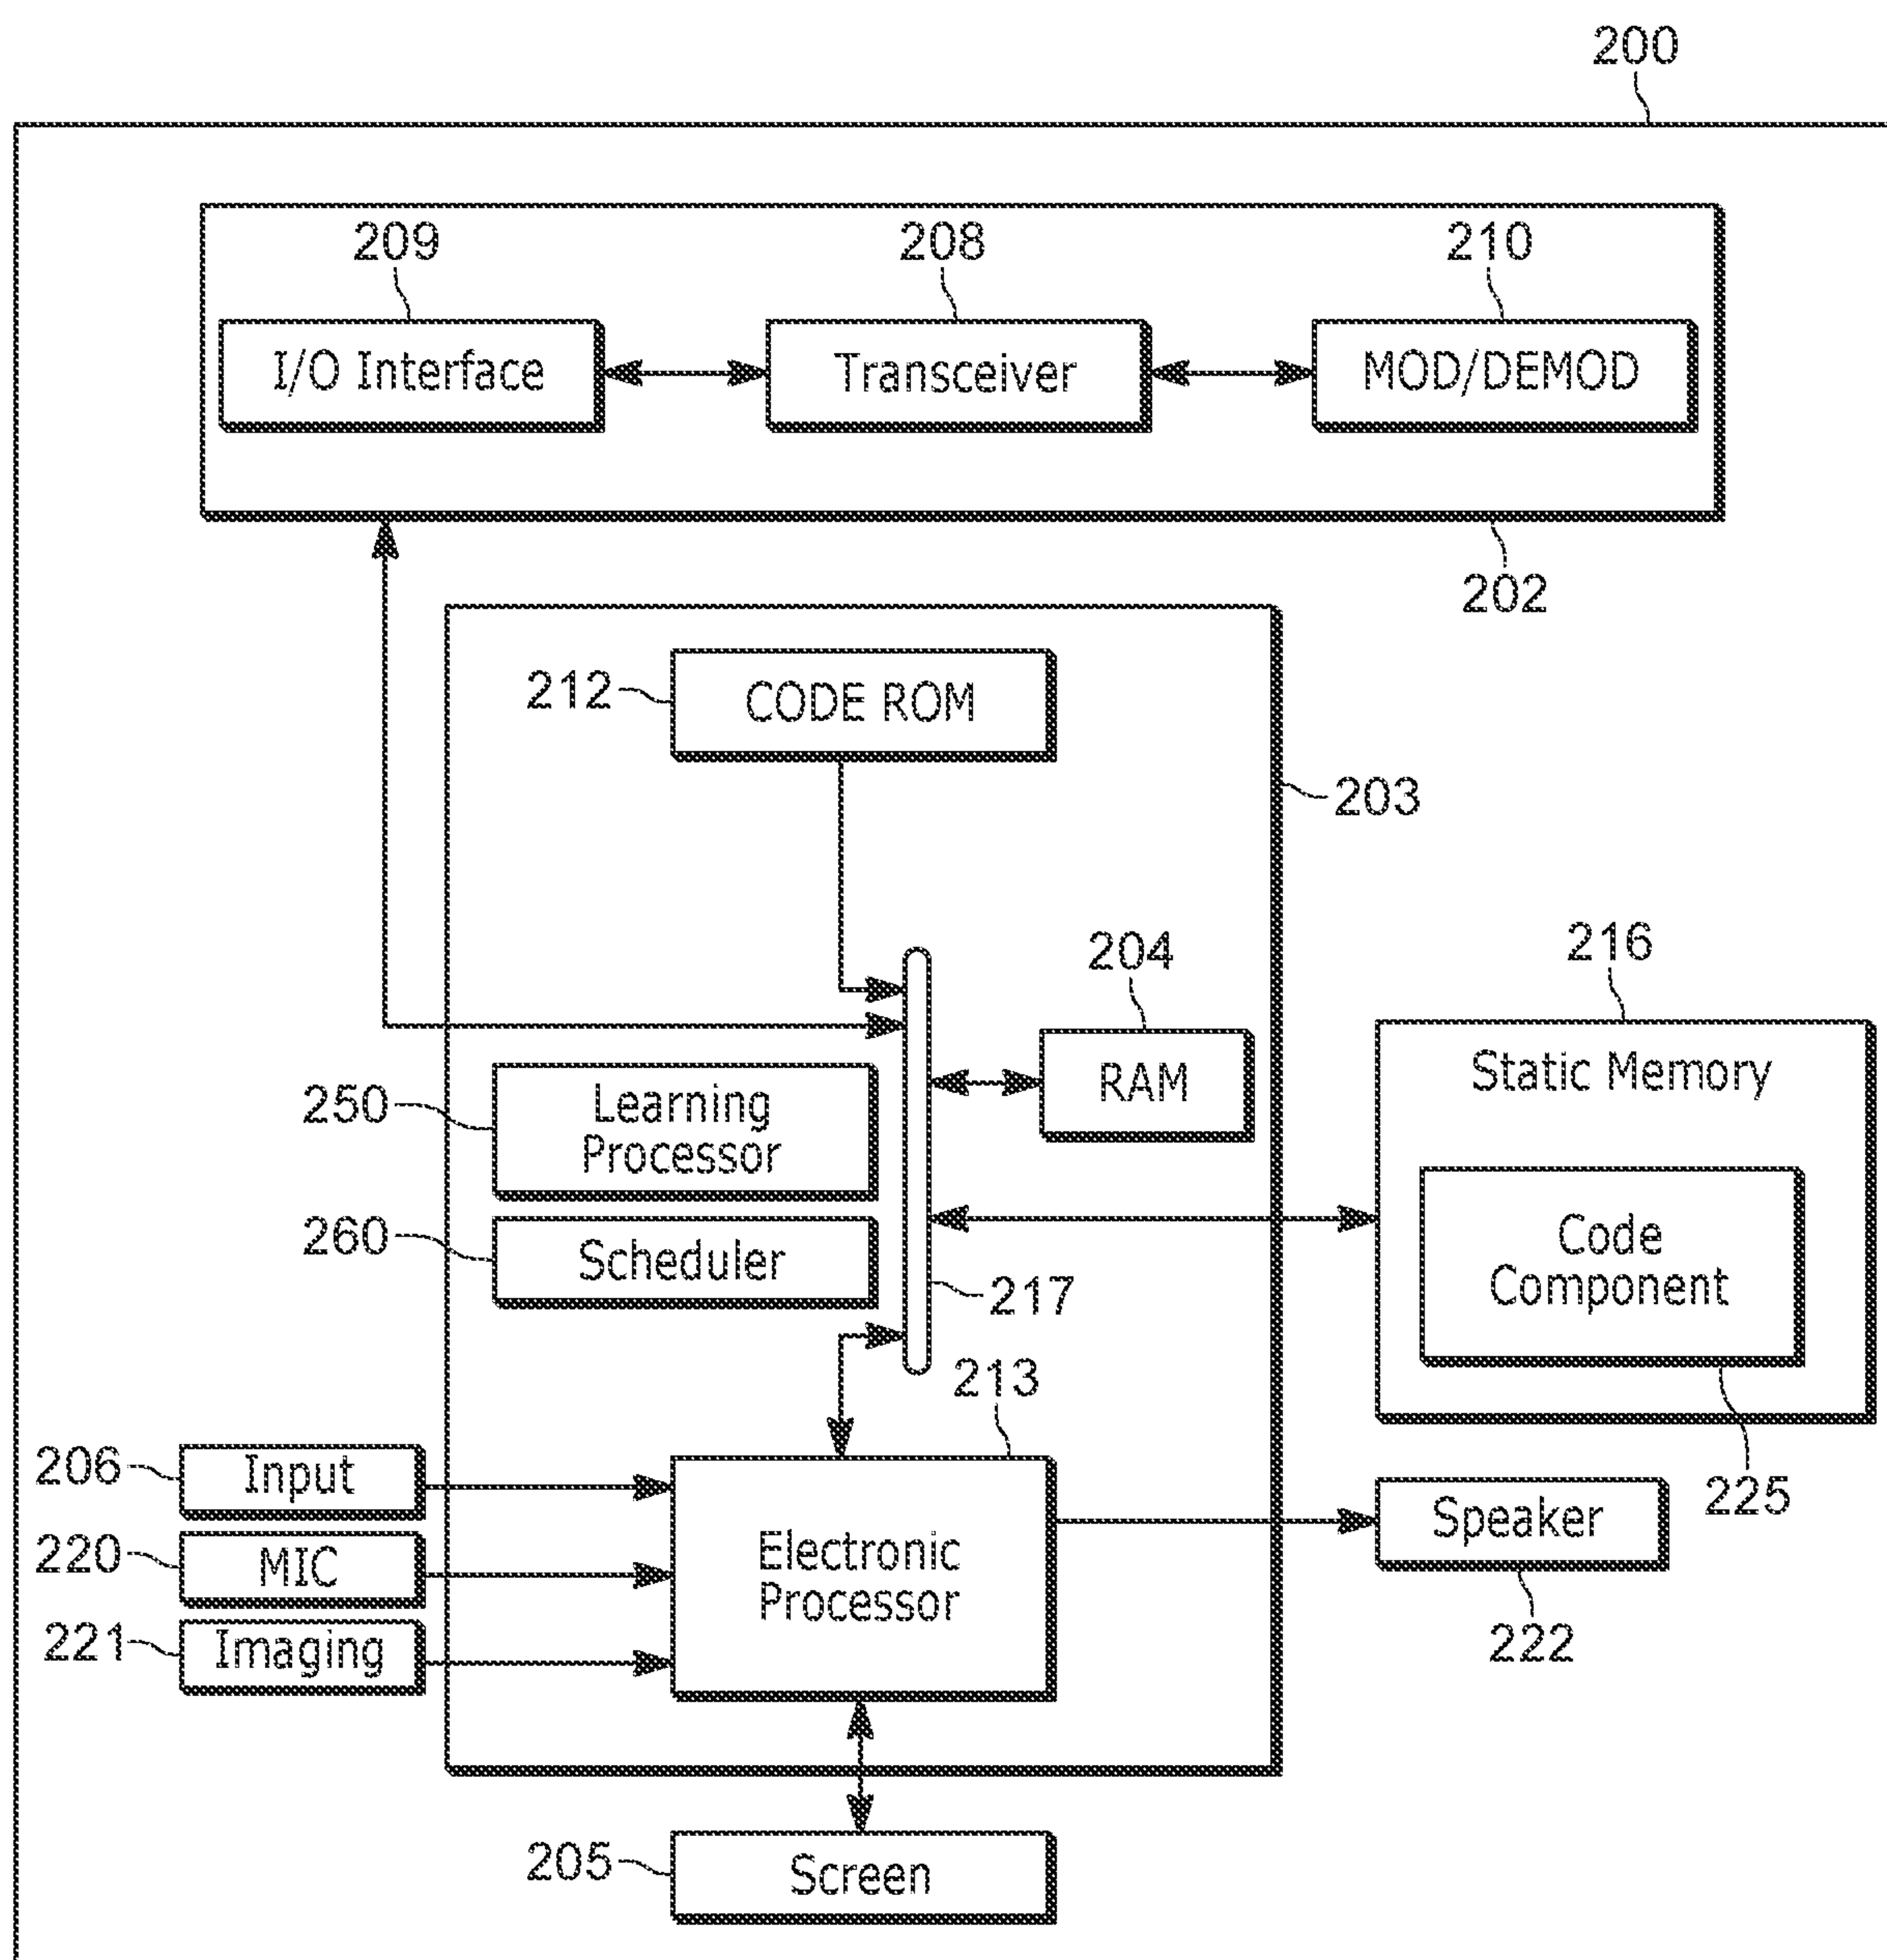 200
209
208
210
I/O Interface
Transceiver
MOD/DEMOD
202
212
CODE ROM
203
204
216
RAM
Static Memory
250
Learning
Processor
260
Scheduler
Code
Component
217
213
225
206
Input
220
MIC
221
Imaging
Electronic
Processor
Speaker
222
205
Screen